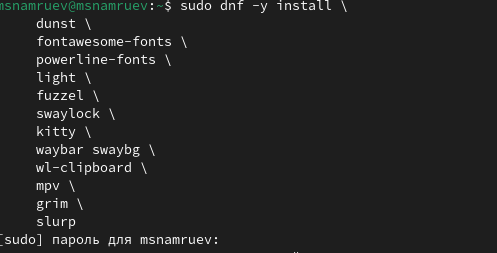 msnamruev@msnamruev:~$ sudo dnf -y install \
dunst \
fontawesome-fonts \
powerline-fonts \
light \
fuzzel \
swaylock \
kitty \
waybar swaybg \
wl-clipboard \
mpv \
grim \
slurp
[sudo] пароль для msnamruev: